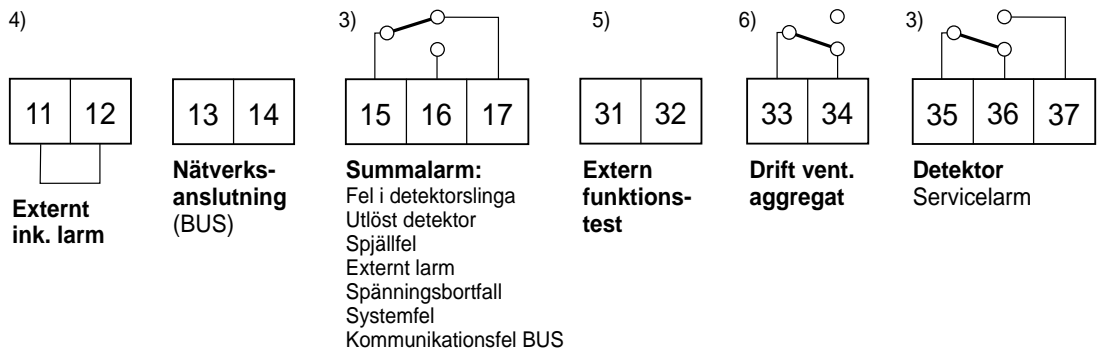 4)
3)
5)
6)
3)
11 12
13 14
15 16 17
31 32
33 34
35 36 37
Externt
ink. larm
Nätverks-
anslutning
(BUS)
Summalarm:
Fel i detektorslinga
Utlöst detektor
Spjällfel
Externt larm
Spänningsbortfall
Systemfel
Kommunikationsfel BUS
Extern
funktions-
test
Drift vent.
aggregat
Detektor
Servicelarm